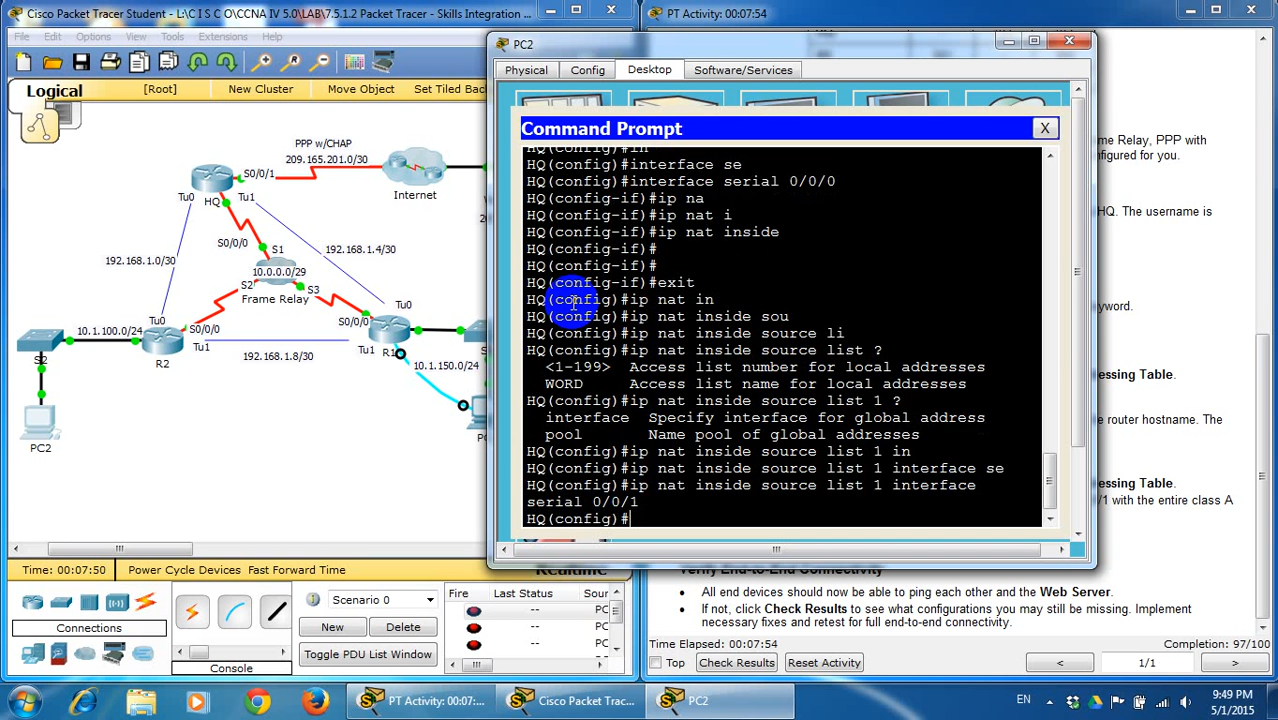 Cisco Packet Tracer Student - L:\C I S C O\CCNA IV 5.0\LAB\7.5.1.2 Packet Tracer - Skills Integration ...
File Edit Options View Tools Extensions Help
Logical
[Root]
New Cluster
Move Object
Set Tiled Back
PPP w/CHAP
209.165.201.0/30
S0/0/1
Internet
Tu0
HQ
Tu1
S0/0/0
S1
192.168.1.4/30
192.168.1.0/30
10.0.0.0/29
S2
S3
Frame Relay
Tu0
Tu0
S0/0/0
S0/0/0
10.1.100.0/24
S2
R2
Tu1
192.168.1.8/30
Tu1
R1
10.1.150.0/24
PC2
Time: 00:07:50
Power Cycle Devices Fast Forward Time
Realtime
Connections
Console
Scenario 0
New
Delete
Toggle PDU List Window
Fire
Last Status
Sour
-- PC
-- PC
-- PC
PC2
Physical
Config
Desktop
Software/Services
Command Prompt
X
HQ(config)#in
HQ(config)#interface se
HQ(config)#interface serial 0/0/0
HQ(config-if)#ip na
HQ(config-if)#ip nat i
HQ(config-if)#ip nat inside
HQ(config-if)#
HQ(config-if)#
HQ(config-if)#exit
HQ(config)#ip nat in
HQ(config)#ip nat inside sou
HQ(config)#ip nat inside source li
HQ(config)#ip nat inside source list ?
<1-199> Access list number for local addresses
WORD Access list name for local addresses
HQ(config)#ip nat inside source list 1 ?
interface Specify interface for global address
pool Name pool of global addresses
HQ(config)#ip nat inside source list 1 in
HQ(config)#ip nat inside source list 1 interface se
HQ(config)#ip nat inside source list 1 interface
serial 0/0/1
HQ(config)#
PT Activity: 00:07:54
me Relay, PPP with
figured for you.
HQ. The username is
yword.
essing Table.
e router hostname. The
essing Table.
/1 with the entire class A
Verify End-to-End Connectivity
All end devices should now be able to ping each other and the Web Server.
If not, click Check Results to see what configurations you may still be missing. Implement
necessary fixes and retest for full end-to-end connectivity.
Time Elapsed: 00:07:54
Completion: 97/100
Top
Check Results
Reset Activity
<
1/1
>
PT Activity: 00:07:...
Cisco Packet Tracer...
PC2
EN
9:49 PM
5/1/2015